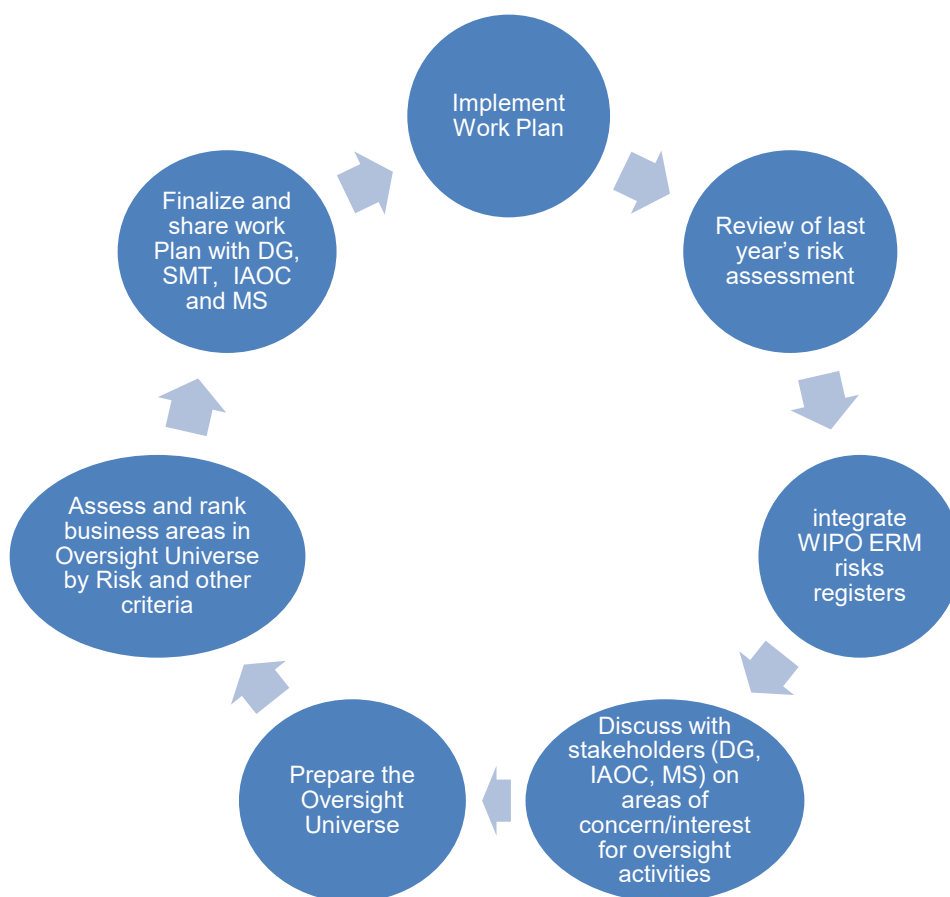 Implement
Work Plan
Review of last
year’s risk
assessment
integrate
WIPO ERM
risks
registers
Discuss with
stakeholders (DG,
IAOC, MS) on
areas of
concern/interest
for oversight
activities
Prepare the
Oversight
Universe
Assess and rank
business areas in
Oversight Universe
by Risk and other
criteria
Finalize and
share work
Plan with DG,
SMT, IAOC
and MS